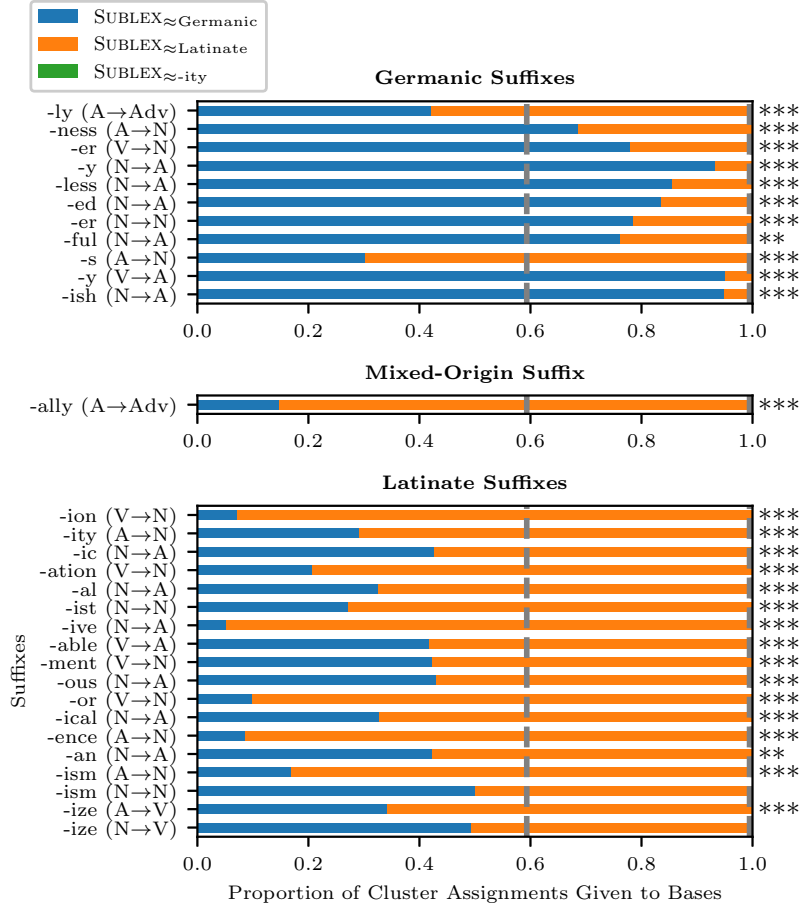 SUBLEX≈Germanic
SUBLEX≈Latinate
SUBLEX≈-ity
Germanic Suffixes
-ly (A→Adv) ***
-ness (A→N) ***
-er (V→N) ***
-y (N→A) ***
-less (N→A) ***
-ed (N→A) ***
-er (N→N) ***
-ful (N→A) **
-s (A→N) ***
-y (V→A) ***
-ish (N→A) ***
0.0 0.2 0.4 0.6 0.8 1.0
Mixed-Origin Suffix
-ally (A→Adv) ***
0.0 0.2 0.4 0.6 0.8 1.0
Latinate Suffixes
Suffixes
-ion (V→N) ***
-ity (A→N) ***
-ic (N→A) ***
-ation (V→N) ***
-al (N→A) ***
-ist (N→N) ***
-ive (N→A) ***
-able (V→A) ***
-ment (V→N) ***
-ous (N→A) ***
-or (V→N) ***
-ical (N→A) ***
-ence (A→N) ***
-an (N→A) **
-ism (A→N) ***
-ism (N→N)
-ize (A→V) ***
-ize (N→V)
0.0 0.2 0.4 0.6 0.8 1.0
Proportion of Cluster Assignments Given to Bases